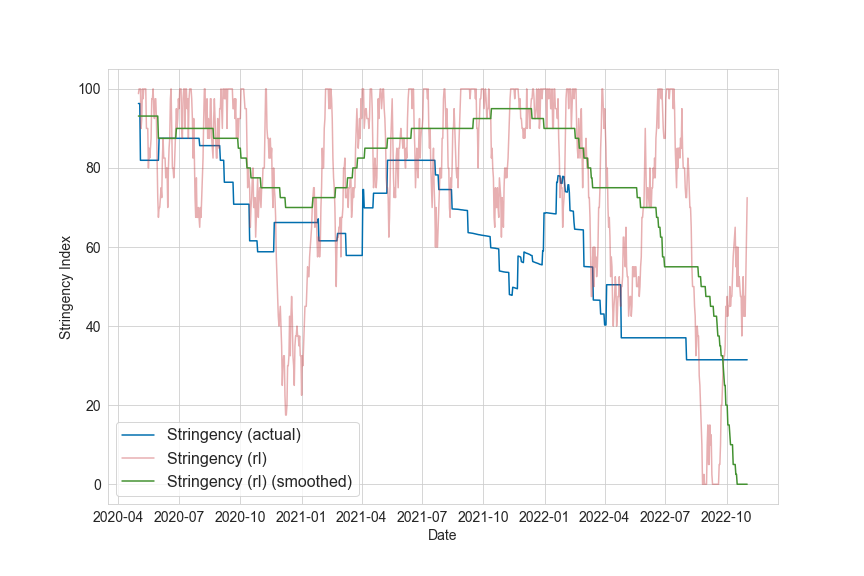 100
80
60
40
20
0
Stringency Index
Stringency (actual)
Stringency (rl)
Stringency (rl) (smoothed)
2020-04 2020-07 2020-10 2021-01 2021-04 2021-07 2021-10 2022-01 2022-04 2022-07 2022-10
Date